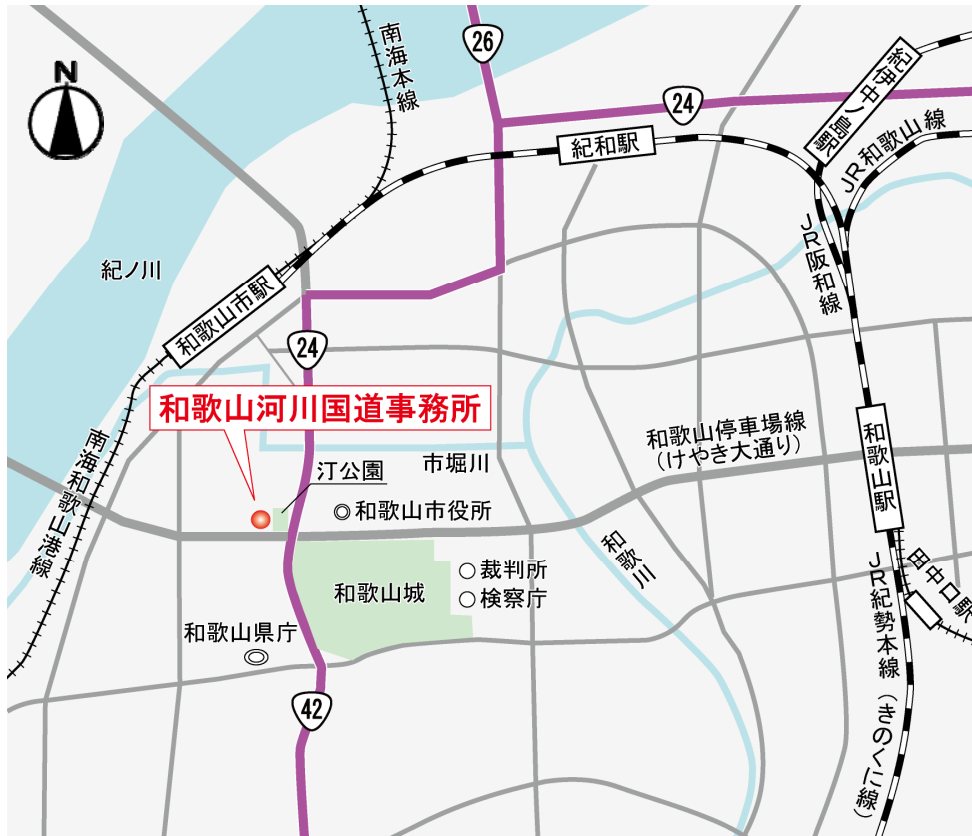 N
南海本線
26
24
紀伊中ノ島駅
紀和駅
JR和歌山線
JR阪和線
紀ノ川
和歌山市駅
24
和歌山河川国道事務所
和歌山停車場線
(けやき大通り)
和歌山駅
市堀川
汀公園
和歌山市役所
南海和歌山港線
和歌川
裁判所
検察庁
和歌山城
田中口駅
JR紀勢本線(きのくに線)
和歌山県庁
42